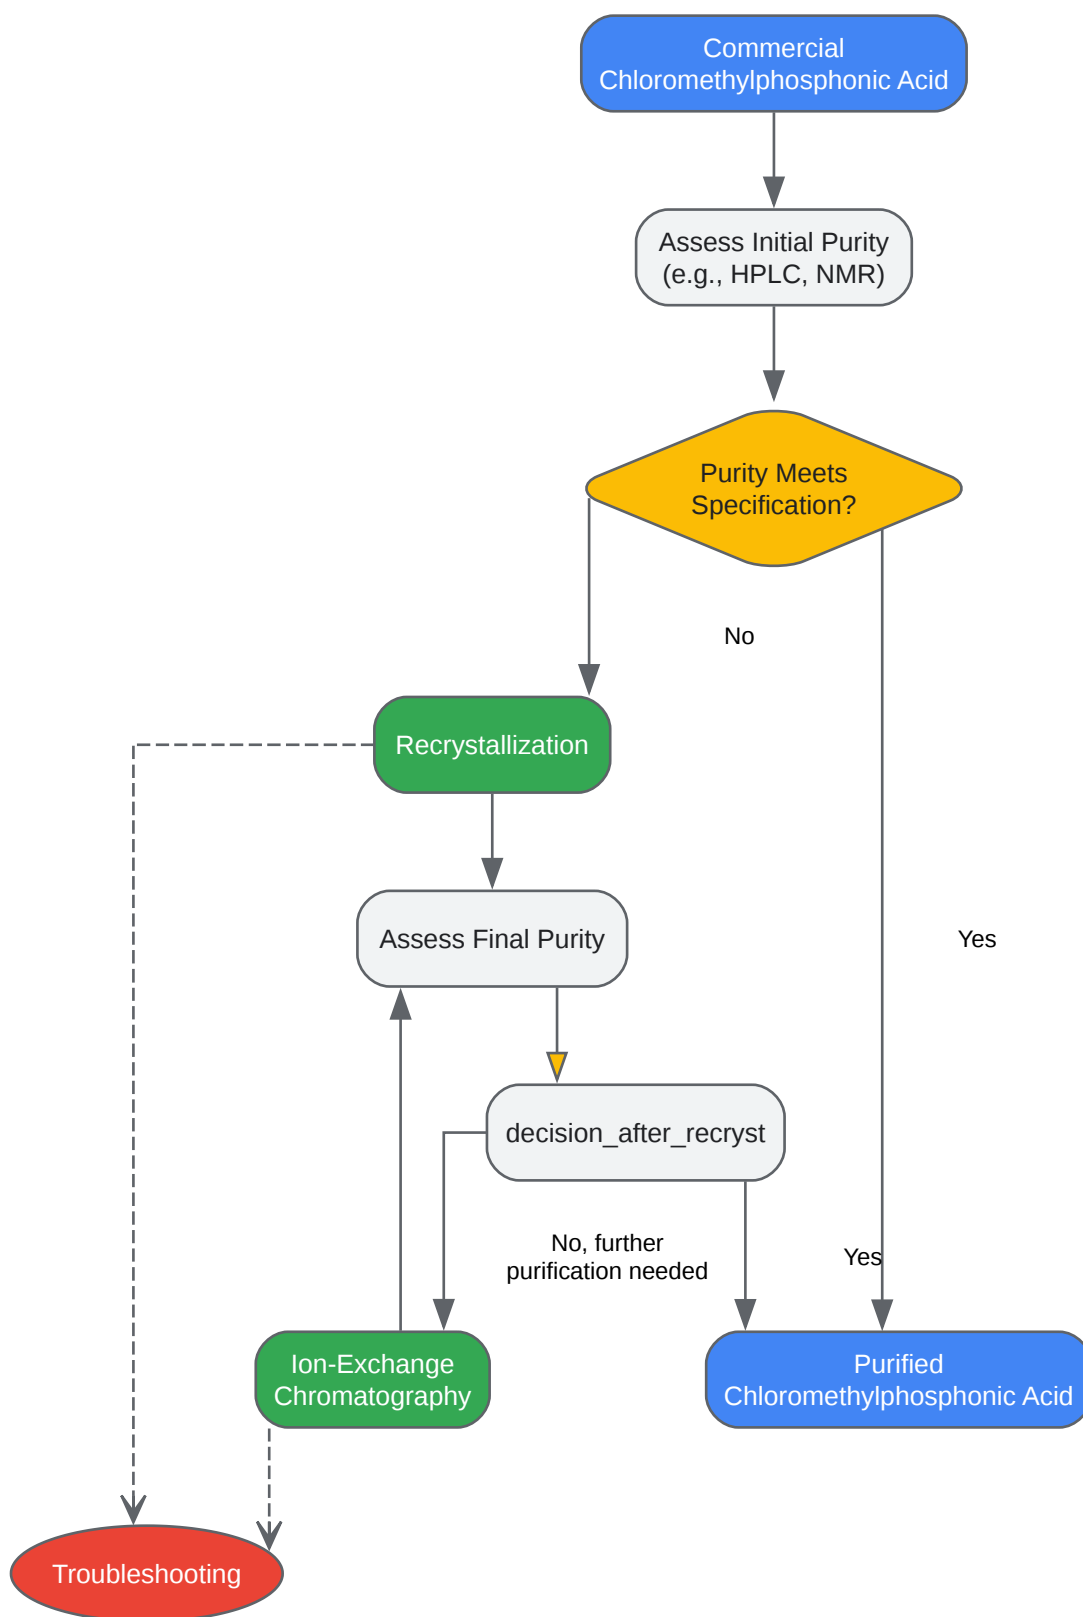 Commercial
Chloromethylphosphonic Acid
Assess Initial Purity
(e.g., HPLC, NMR)
Purity Meets
Specification?
No
Recrystallization
Assess Final Purity
Yes
decision_after_recryst
No, further
purification needed
Yes
Ion-Exchange
Chromatography
Purified
Chloromethylphosphonic Acid
Troubleshooting